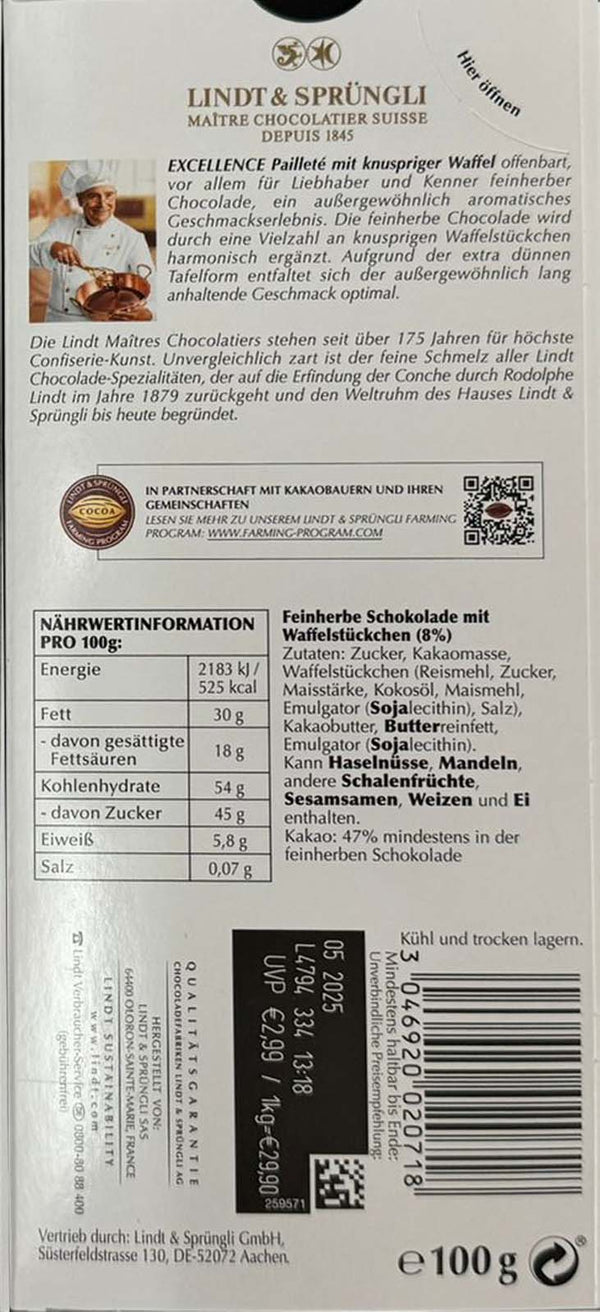 Hier öffnen
LINDT & SPRÜNGLI
MAÎTRE CHOCOLATIER SUISSE
DEPUIS 1845
EXCELLENCE Pailleté mit knuspriger Waffel offenbart,
vor allem für Liebhaber und Kenner feinherber
Chocolade, ein außergewöhnlich aromatisches
Geschmackserlebnis. Die feinherbe Chocolade wird
durch eine Vielzahl an knusprigen Waffelstückchen
harmonisch ergänzt. Aufgrund der extra dünnen
Tafelform entfaltet sich der außergewöhnlich lang
anhaltende Geschmack optimal.
Die Lindt Maîtres Chocolatiers stehen seit über 175 Jahren für höchste
Confiserie-Kunst. Unvergleichlich zart ist der feine Schmelz aller Lindt
Chocolade-Spezialitäten, der auf die Erfindung der Conche durch Rodolphe
Lindt im Jahre 1879 zurückgeht und den Weltruhm des Hauses Lindt &
Sprüngli bis heute begründet.
LINDT & SPRÜNGLI
COCOA
FARMING PROGRAM
IN PARTNERSCHAFT MIT KAKAOBAUERN UND IHREN
GEMEINSCHAFTEN
LESEN SIE MEHR ZU UNSEREM LINDT & SPRÜNGLI FARMING
PROGRAM: WWW.FARMING-PROGRAM.COM
NÄHRWERTINFORMATION
PRO 100g:
Energie 2183 kJ /
525 kcal
Fett 30 g
- davon gesättigte
Fettsäuren 18 g
Kohlenhydrate 54 g
- davon Zucker 45 g
Eiweiß 5,8 g
Salz 0,07 g
Feinherbe Schokolade mit
Waffelstückchen (8%)
Zutaten: Zucker, Kakaomasse,
Waffelstückchen (Reismehl, Zucker,
Maisstärke, Kokosöl, Maismehl,
Emulgator (Sojalecithin), Salz),
Kakaobutter, Butterreinfett,
Emulgator (Sojalecithin).
Kann Haselnüsse, Mandeln,
andere Schalenfrüchte,
Sesamsamen, Weizen und Ei
enthalten.
Kakao: 47% mindestens in der
feinherben Schokolade
Kühl und trocken lagern.
3 046920 020718
Mindestens haltbar bis Ende:
Unverbindliche Preisempfehlung:
05 2025
L4794 334 13:18
UVP €2,99 / 1kg=€29,90
259571
QUALITÄTSGARANTIE
CHOCOLADEFABRIKEN LINDT & SPRÜNGLI AG
HERGESTELLT VON:
LINDT & SPRÜNGLI SAS
64400 OLORON-SAINTE-MARIE, FRANCE
LINDT SUSTAINABILITY
www.lindt.com
Lindt Verbraucher-Service 0800-80 88 400
(gebührenfrei)
Vertrieb durch: Lindt & Sprüngli GmbH,
Süsterfeldstrasse 130, DE-52072 Aachen.
e 100 g